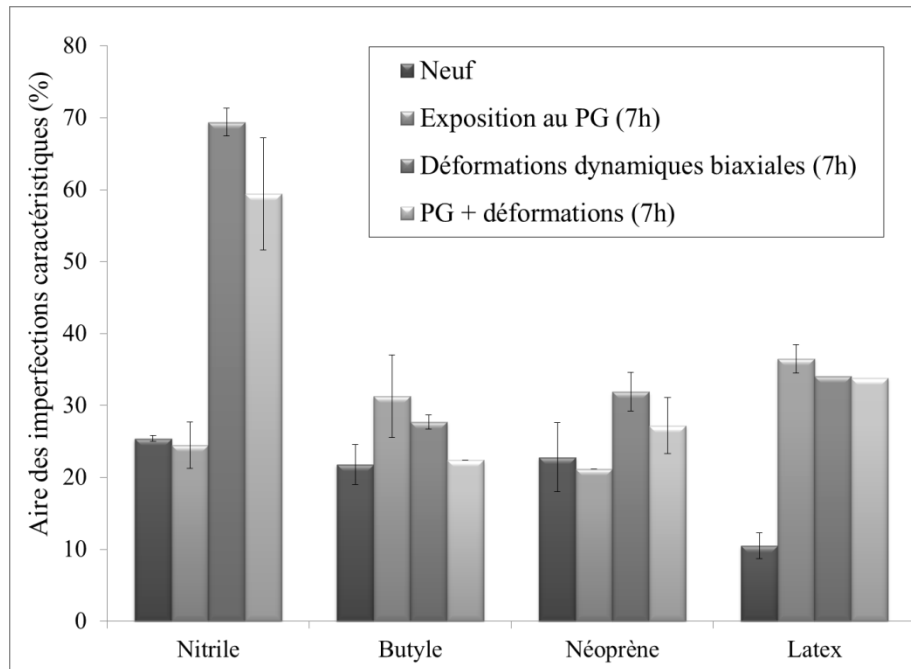 Aire des imperfections caractéristiques (%)
80
70
60
50
40
30
20
10
0
Neuf
Exposition au PG (7h)
Déformations dynamiques biaxiales (7h)
PG + déformations (7h)
Nitrile
Butyle
Néoprène
Latex